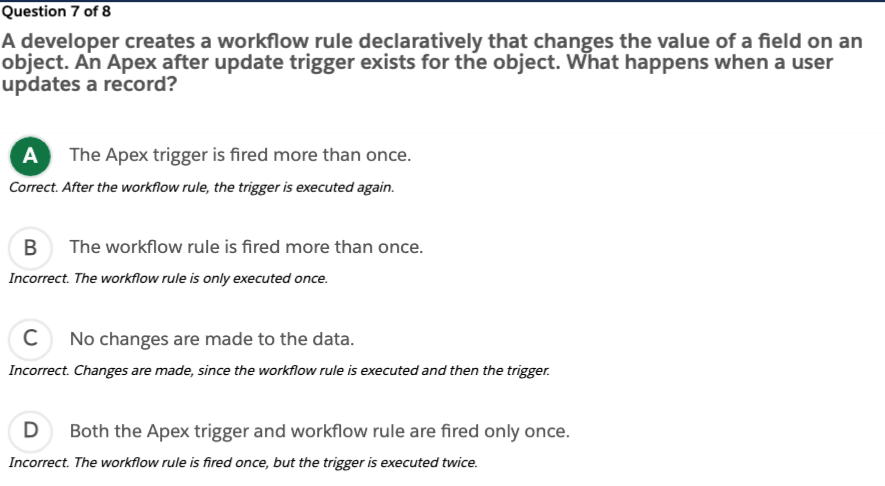 Question 7 of 8
A developer creates a workflow rule declaratively that changes the value of a field on an
object. An Apex after update trigger exists for the object. What happens when a user
updates a record?
A The Apex trigger is fired more than once.
Correct. After the workflow rule, the trigger is executed again.
B The workflow rule is fired more than once.
Incorrect. The workflow rule is only executed once.
C No changes are made to the data.
Incorrect. Changes are made, since the workflow rule is executed and then the trigger.
D Both the Apex trigger and workflow rule are fired only once.
Incorrect. The workflow rule is fired once, but the trigger is executed twice.